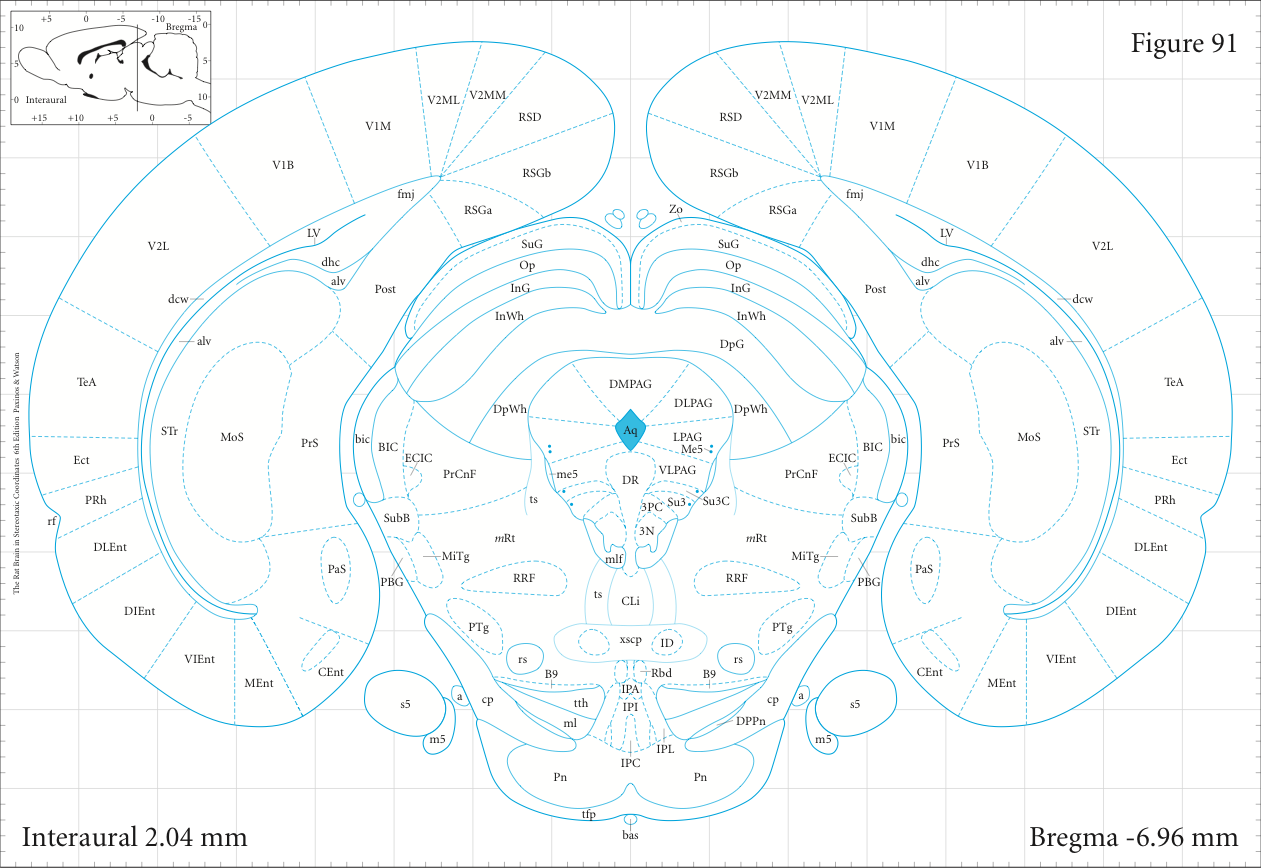 +5 0 -5 -10 -15
Bregma
10 0
5 5
0 Interaural 10
+15 +10 +5 0 -5
Figure 91
V2ML V2MM V2MM V2ML
V1M RSD RSD V1M
V1B RSGb RSGb V1B
fmj fmj
RSGa Zo RSGa
LV LV
V2L SuG SuG V2L
dhc Op Op dhc
alv InG InG alv
Post Post
dcw dcw
InWh InWh
alv DpG alv
TeA DMPAG TeA
DLPAG
DpWh DpWh
STr MoS PrS bic BIC Aq LPAG BIC bic PrS MoS STr
Me5
Ect ECIC ECIC Ect
PrCnF me5 DR VLPAG PrCnF
PRh ts 3PC Su3 Su3C PRh
rf SubB SubB
3N
DLEnt mRt mRt DLEnt
MiTg mlf MiTg
PaS PBG RRF RRF PBG PaS
ts CLi
DIEnt DIEnt
PTg PTg
xscp ID
VIEnt rs rs VIEnt
CEnt B9 Rbd B9 CEnt
MEnt IPA MEnt
s5 a cp tth IPI cp a s5
ml DPPn
m5 IPL m5
IPC
Pn Pn
tfp
bas
The Rat Brain in Stereotaxic Coordinates 6th Edition Paxinos & Watson
Interaural 2.04 mm
Bregma -6.96 mm